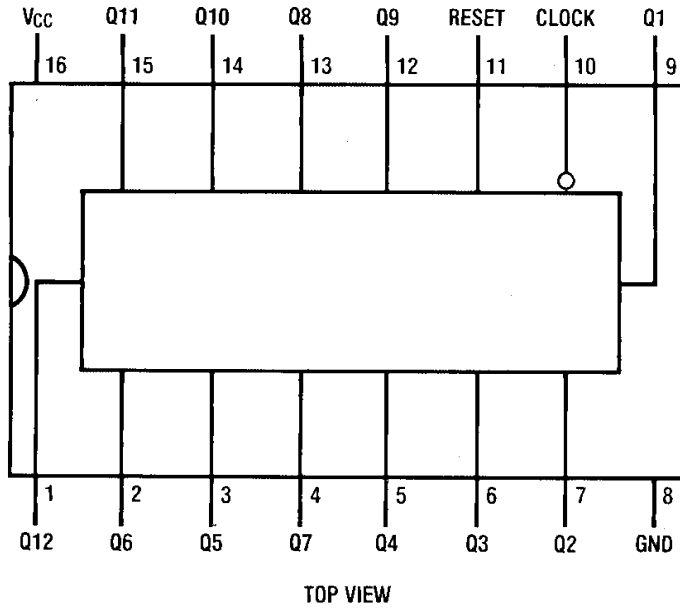 VCC Q11 Q10 Q8 Q9 RESET CLOCK Q1
16 15 14 13 12 11 10 9
1 2 3 4 5 6 7 8
Q12 Q6 Q5 Q7 Q4 Q3 Q2 GND
TOP VIEW